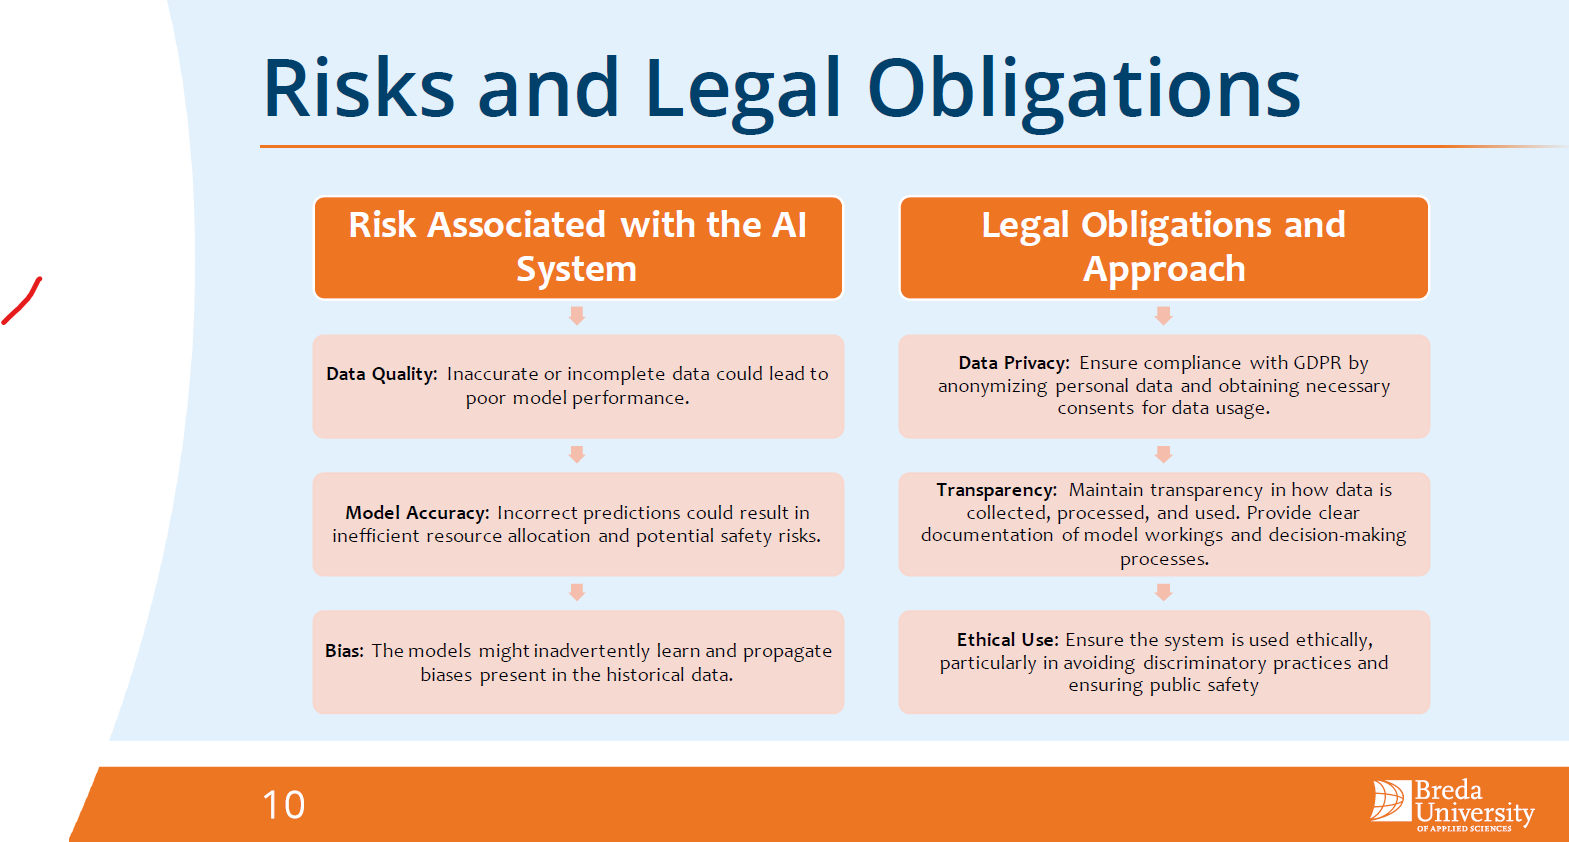 Risks and Legal Obligations
Risk Associated with the AI
System
Data Quality: Inaccurate or incomplete data could lead to
poor model performance.
Model Accuracy: Incorrect predictions could result in
inefficient resource allocation and potential safety risks.
Bias: The models might inadvertently learn and propagate
biases present in the historical data.
Legal Obligations and
Approach
Data Privacy: Ensure compliance with GDPR by
anonymizing personal data and obtaining necessary
consents for data usage.
Transparency: Maintain transparency in how data is
collected, processed, and used. Provide clear
documentation of model workings and decision-making
processes.
Ethical Use: Ensure the system is used ethically,
particularly in avoiding discriminatory practices and
ensuring public safety
10
Breda
University
OF APPLIED SCIENCES